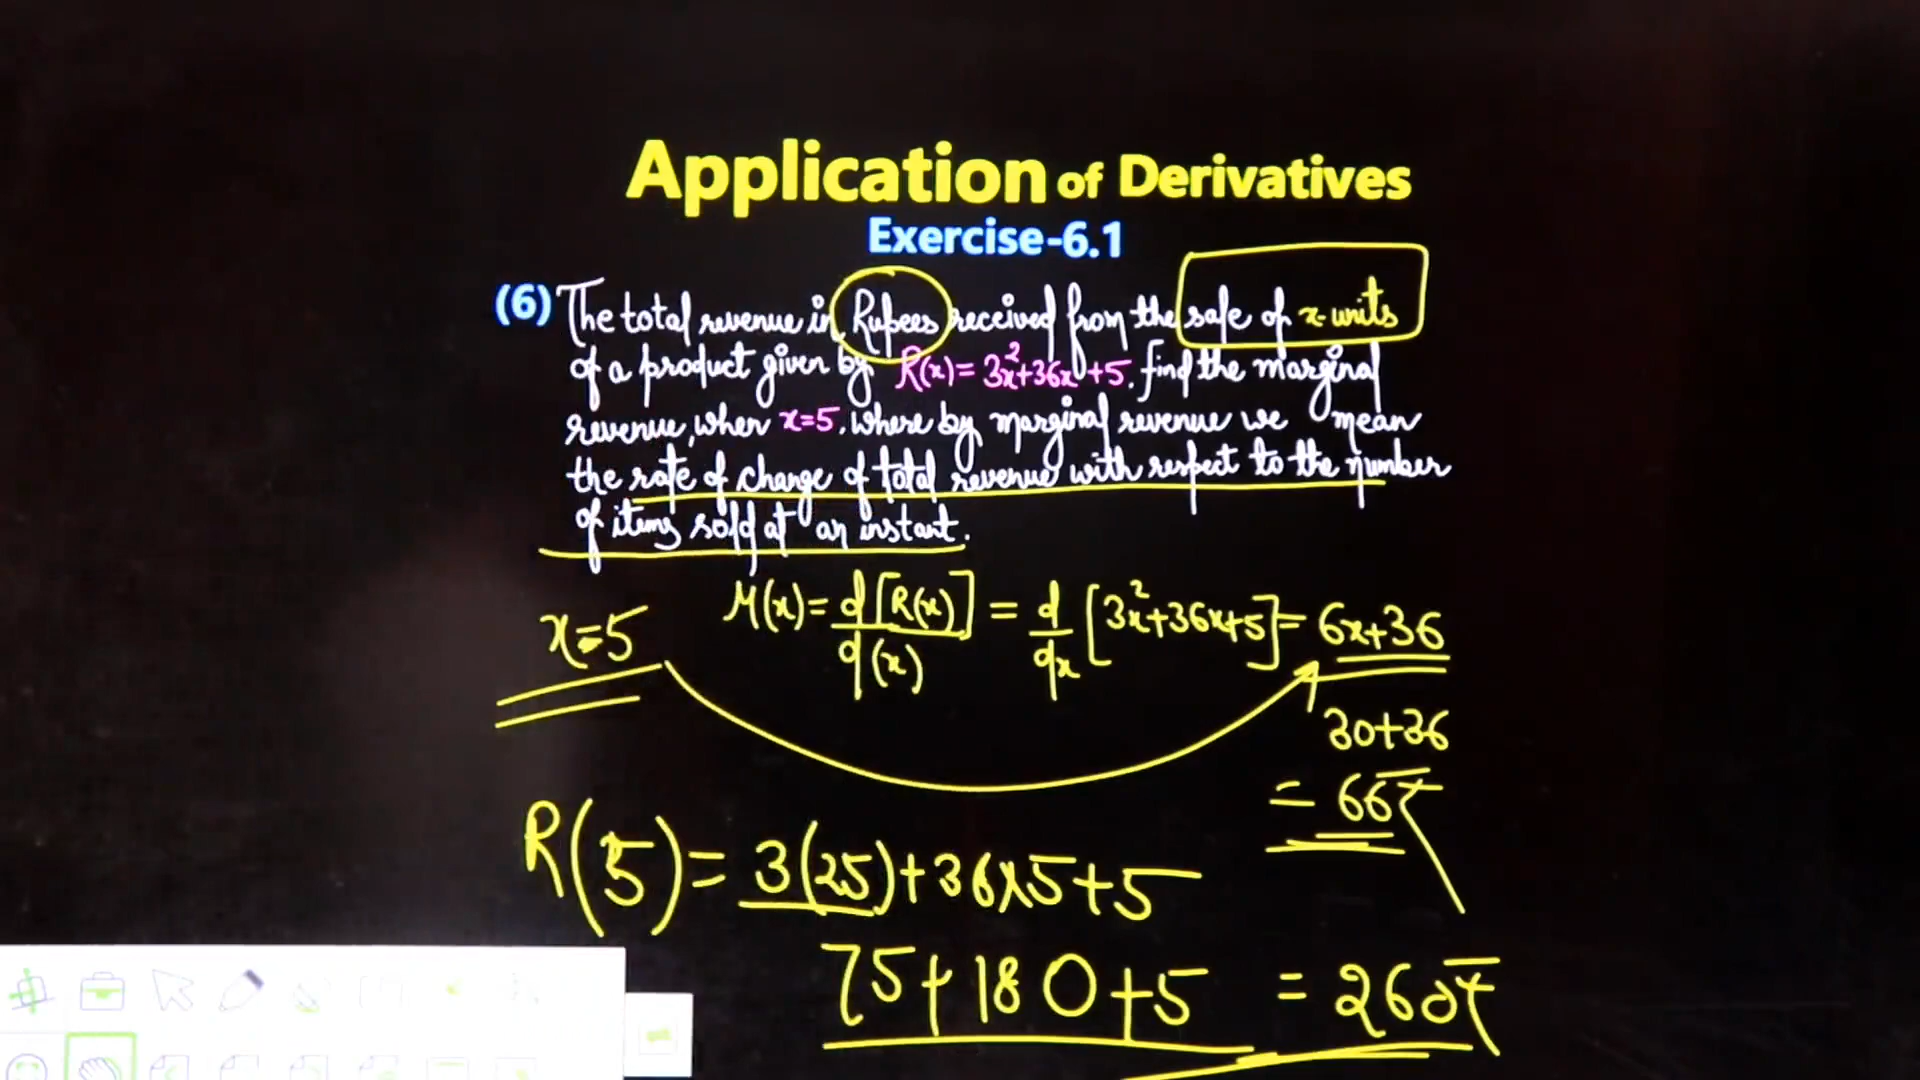 Application of Derivatives
Exercise-6.1
(6) The total revenue in Rupees received from the sale of x-units
of a product given by R(x)= 3x²+36x+5. find the marginal
revenue, when x=5. where by marginal revenue we mean
the rate of change of total revenue with respect to the number
of items sold at an instant.
x=5 M(x)= d[R(x)]/d(x) = d/dx [3x²+36x+5]= 6x+36
30+36
= 66₹
R(5)= 3(25)+36x5+5
75+180+5 = 260₹